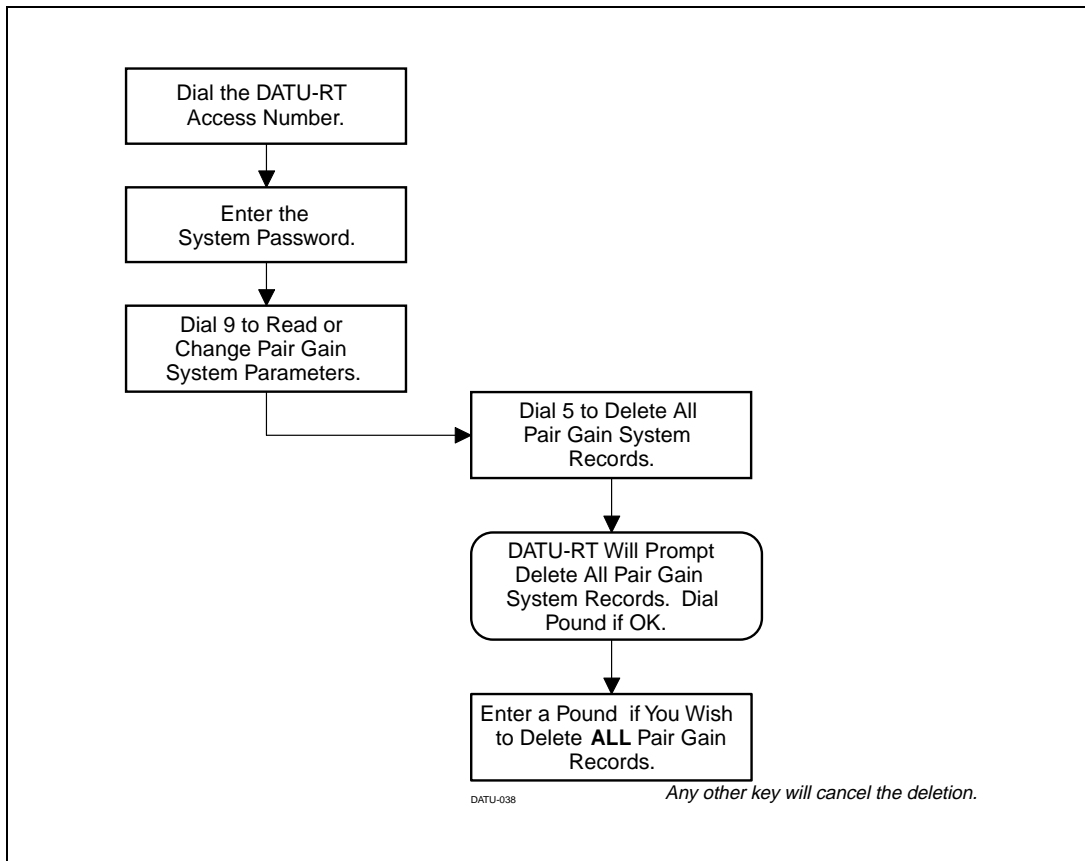 Dial the DATU-RT
Access Number.
Enter the
System Password.
Dial 9 to Read or
Change Pair Gain
System Parameters.
Dial 5 to Delete All
Pair Gain System
Records.
DATU-RT Will Prompt
Delete All Pair Gain
System Records.  Dial
Pound if OK.
Enter a Pound  if You Wish
to Delete ALL Pair Gain
Records.
DATU-038
Any other key will cancel the deletion.